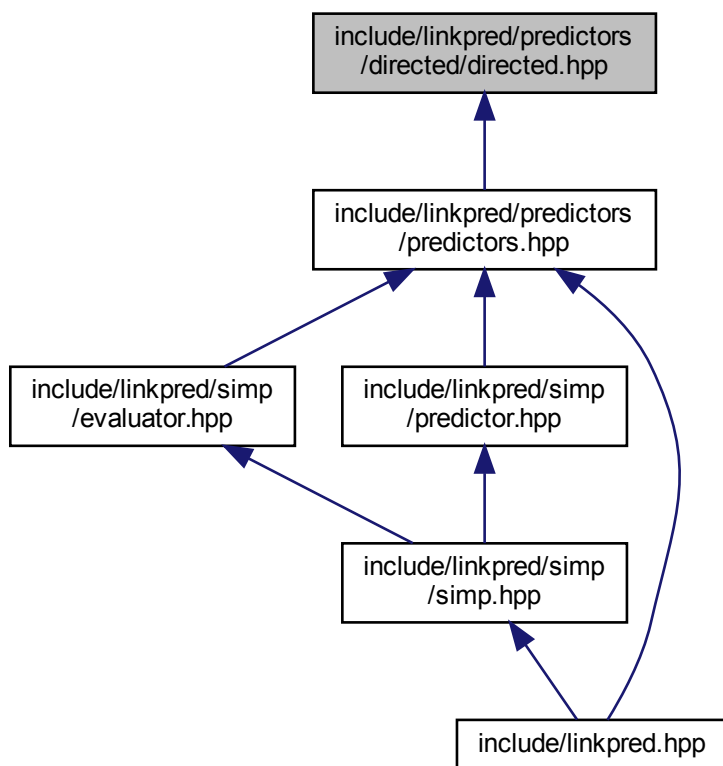 include/linkpred/predictors
/directed/directed.hpp
include/linkpred/predictors
/predictors.hpp
include/linkpred/simp
/evaluator.hpp
include/linkpred/simp
/predictor.hpp
include/linkpred/simp
/simp.hpp
include/linkpred.hpp